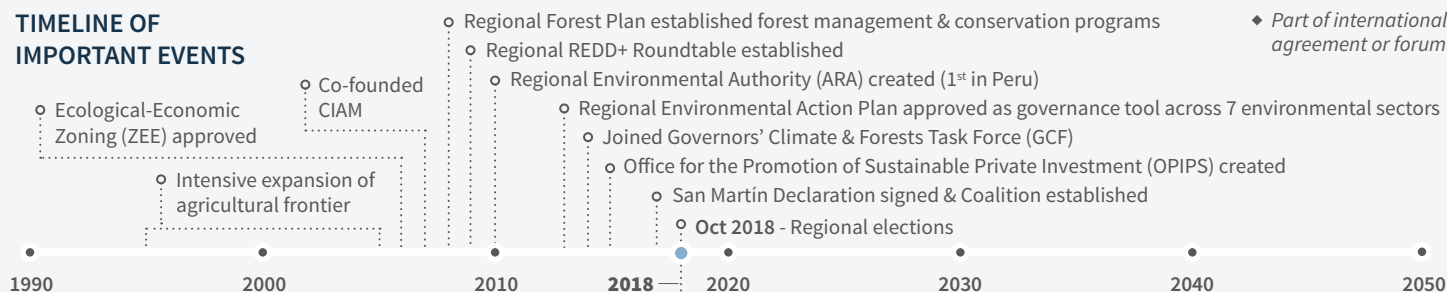 TIMELINE OF
IMPORTANT EVENTS
Regional Forest Plan established forest management & conservation programs
◆ Part of international
agreement or forum
Regional REDD+ Roundtable established
Co-founded
CIAM
Regional Environmental Authority (ARA) created (1st in Peru)
Ecological-Economic
Zoning (ZEE) approved
Regional Environmental Action Plan approved as governance tool across 7 environmental sectors
Joined Governors’ Climate & Forests Task Force (GCF)
Office for the Promotion of Sustainable Private Investment (OPIPS) created
Intensive expansion of
agricultural frontier
San Martín Declaration signed & Coalition established
Oct 2018 - Regional elections
1990 2000 2010 2018 2020 2030 2040 2050